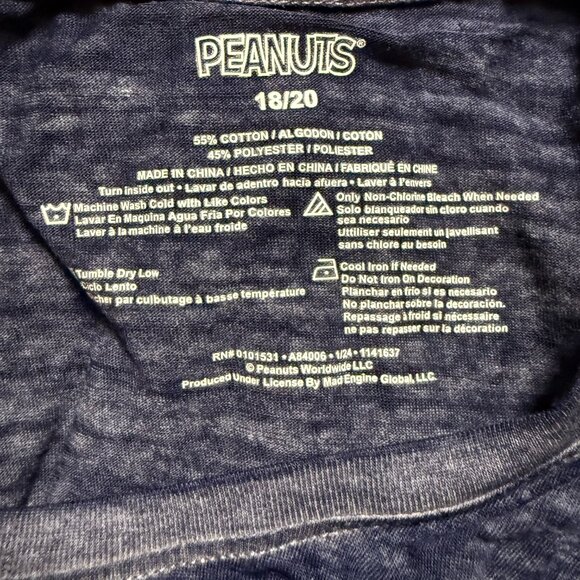 PEANUTS®
18/20
55% COTTON / ALGODON / COTON
45% POLYESTER / POLIESTER
MADE IN CHINA / HECHO EN CHINA / FABRIQUÉ EN CHINE
Turn inside out • Lavar de adentro hacia afuera • Laver à l'envers
Machine Wash Cold with Like Colors
Lavar En Maquina Agua Fria Por Colores
Laver à la machine à l'eau froide
Only Non-Chlorine Bleach When Needed
Solo blanqueador sin cloro cuando
sea necesario
Utiliser seulement un javellisant
sans chlore au besoin
Tumble Dry Low
Lento
par culbutage à basse température
Cool Iron if Needed
Do Not Iron On Decoration
Planchar en frio si es necesario
No planchar sobre la decoración.
Repassage à froid si nécessaire
ne pas repasser sur la décoration
RN# 0101531 • A84006 • 1/24 • 1141637
© Peanuts Worldwide LLC
Produced Under License By Mad Engine Global, LLC.